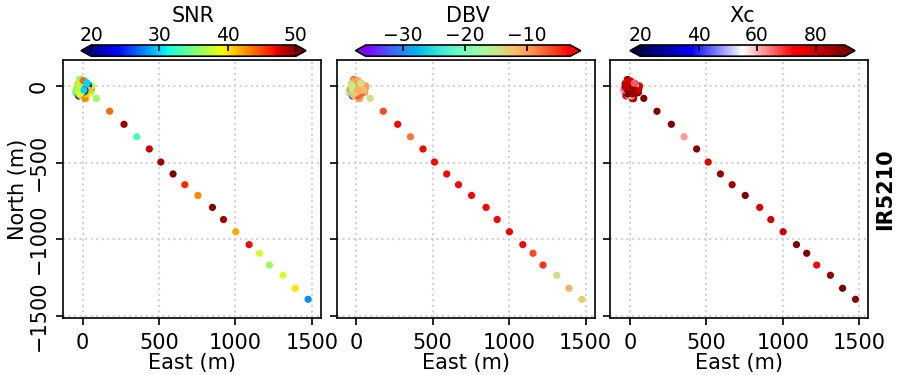 SNR DBV Xc
20 30 40 50 −30 −20 −10 20 40 60 80
North (m)
0
−500
−1000
−1500
IR5210
0 500 1000 1500 0 500 1000 1500 0 500 1000 1500
East (m) East (m) East (m)